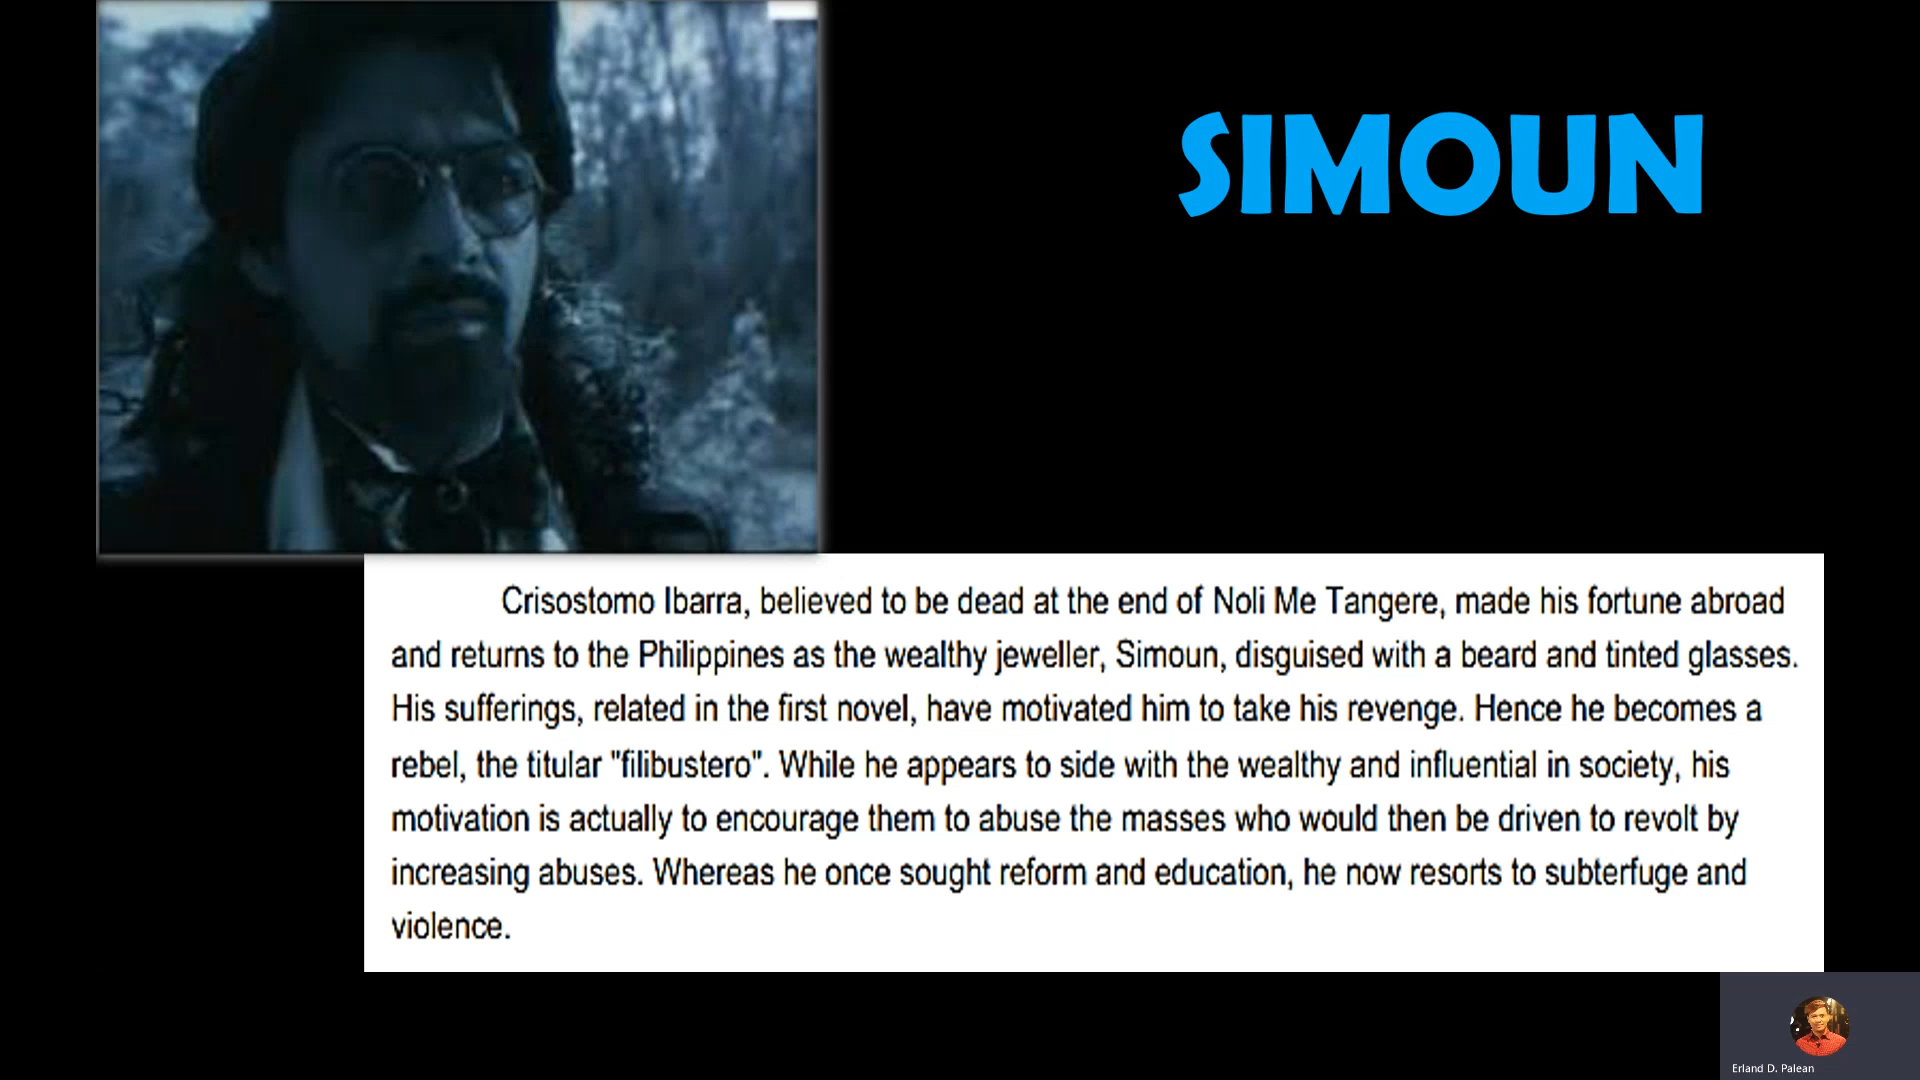 SIMOUN
Crisostomo Ibarra, believed to be dead at the end of Noli Me Tangere, made his fortune abroad
and returns to the Philippines as the wealthy jeweller, Simoun, disguised with a beard and tinted glasses.
His sufferings, related in the first novel, have motivated him to take his revenge. Hence he becomes a
rebel, the titular "filibustero". While he appears to side with the wealthy and influential in society, his
motivation is actually to encourage them to abuse the masses who would then be driven to revolt by
increasing abuses. Whereas he once sought reform and education, he now resorts to subterfuge and
violence.
Erland D. Palean